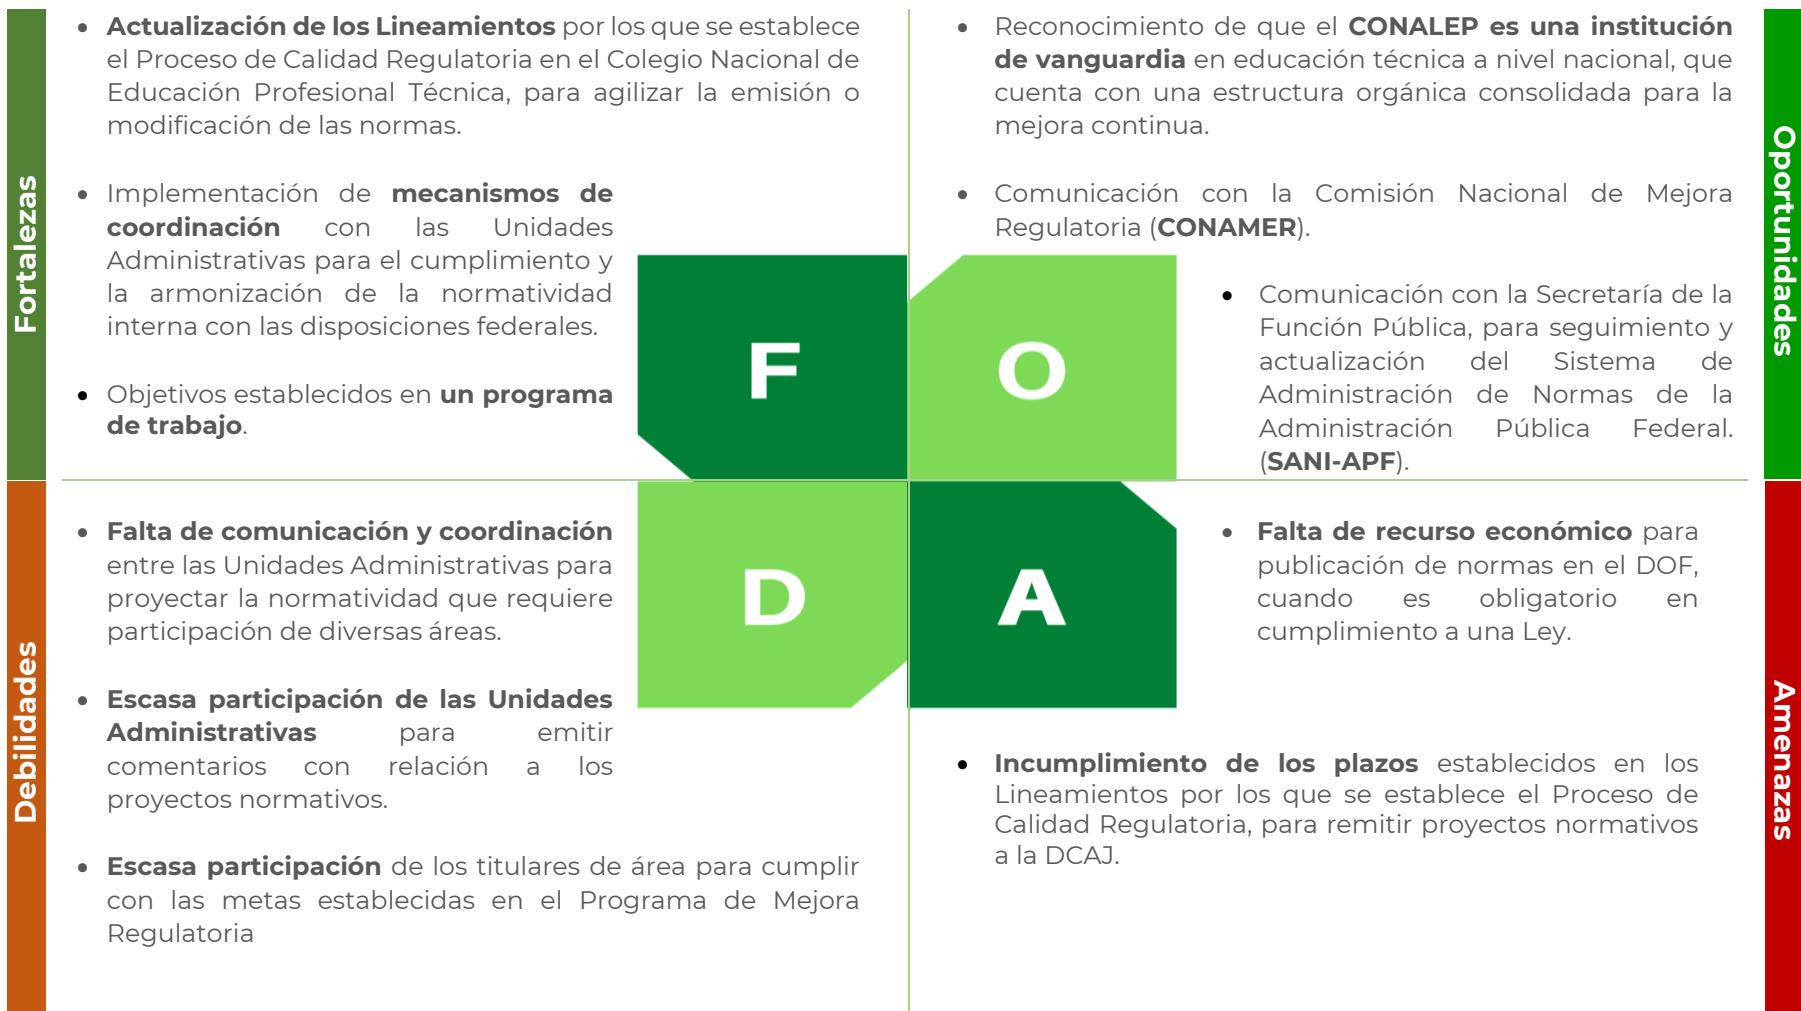 Fortalezas
• Actualización de los Lineamientos por los que se establece
el Proceso de Calidad Regulatoria en el Colegio Nacional de
Educación Profesional Técnica, para agilizar la emisión o
modificación de las normas.
• Implementación de mecanismos de
coordinación con las Unidades
Administrativas para el cumplimiento y
la armonización de la normatividad
interna con las disposiciones federales.
• Objetivos establecidos en un programa
de trabajo.
F
Oportunidades
• Reconocimiento de que el CONALEP es una institución
de vanguardia en educación técnica a nivel nacional, que
cuenta con una estructura orgánica consolidada para la
mejora continua.
• Comunicación con la Comisión Nacional de Mejora
Regulatoria (CONAMER).
• Comunicación con la Secretaría de la
Función Pública, para seguimiento y
actualización del Sistema de
Administración de Normas de la
Administración Pública Federal.
(SANI-APF).
O
Debilidades
• Falta de comunicación y coordinación
entre las Unidades Administrativas para
proyectar la normatividad que requiere
participación de diversas áreas.
• Escasa participación de las Unidades
Administrativas para emitir
comentarios con relación a los
proyectos normativos.
• Escasa participación de los titulares de área para cumplir
con las metas establecidas en el Programa de Mejora
Regulatoria
D
Amenazas
• Falta de recurso económico para
publicación de normas en el DOF,
cuando es obligatorio en
cumplimiento a una Ley.
• Incumplimiento de los plazos establecidos en los
Lineamientos por los que se establece el Proceso de
Calidad Regulatoria, para remitir proyectos normativos
a la DCAJ.
A